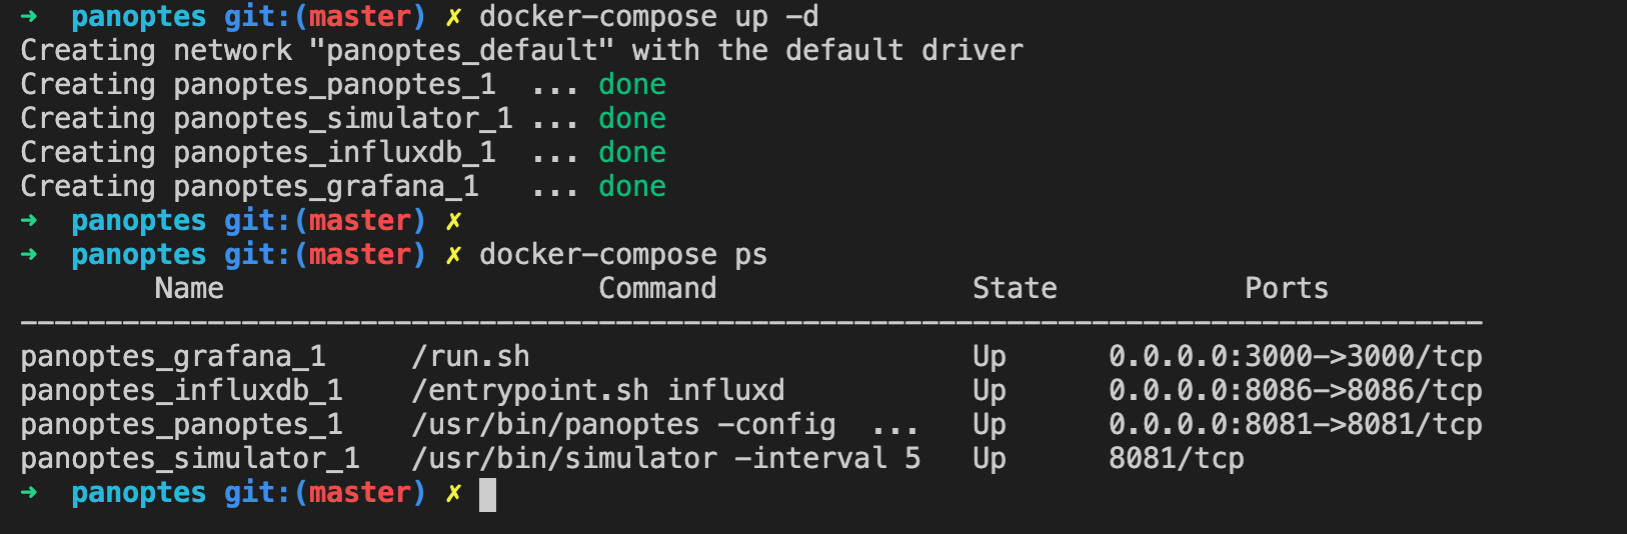 ➜  panoptes git:(master) ✗ docker-compose up -d
Creating network "panoptes_default" with the default driver
Creating panoptes_panoptes_1  ... done
Creating panoptes_simulator_1 ... done
Creating panoptes_influxdb_1  ... done
Creating panoptes_grafana_1   ... done
➜  panoptes git:(master) ✗
➜  panoptes git:(master) ✗ docker-compose ps
        Name                      Command               State           Ports
--------------------------------------------------------------------------------------
panoptes_grafana_1     /run.sh                          Up      0.0.0.0:3000->3000/tcp
panoptes_influxdb_1    /entrypoint.sh influxd           Up      0.0.0.0:8086->8086/tcp
panoptes_panoptes_1    /usr/bin/panoptes -config  ...   Up      0.0.0.0:8081->8081/tcp
panoptes_simulator_1   /usr/bin/simulator -interval 5   Up      8081/tcp
➜  panoptes git:(master) ✗